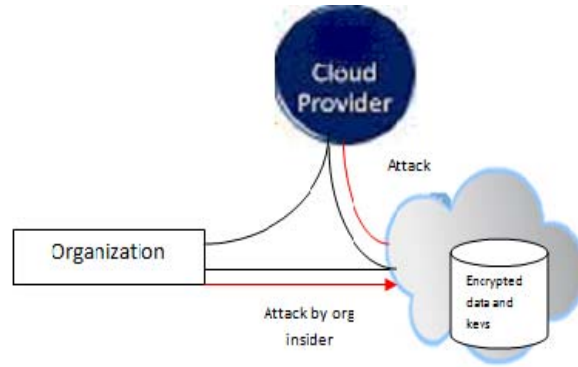 Cloud
Provider
Attack
Organization
Encrypted
data and
keys
Attack by org
insider